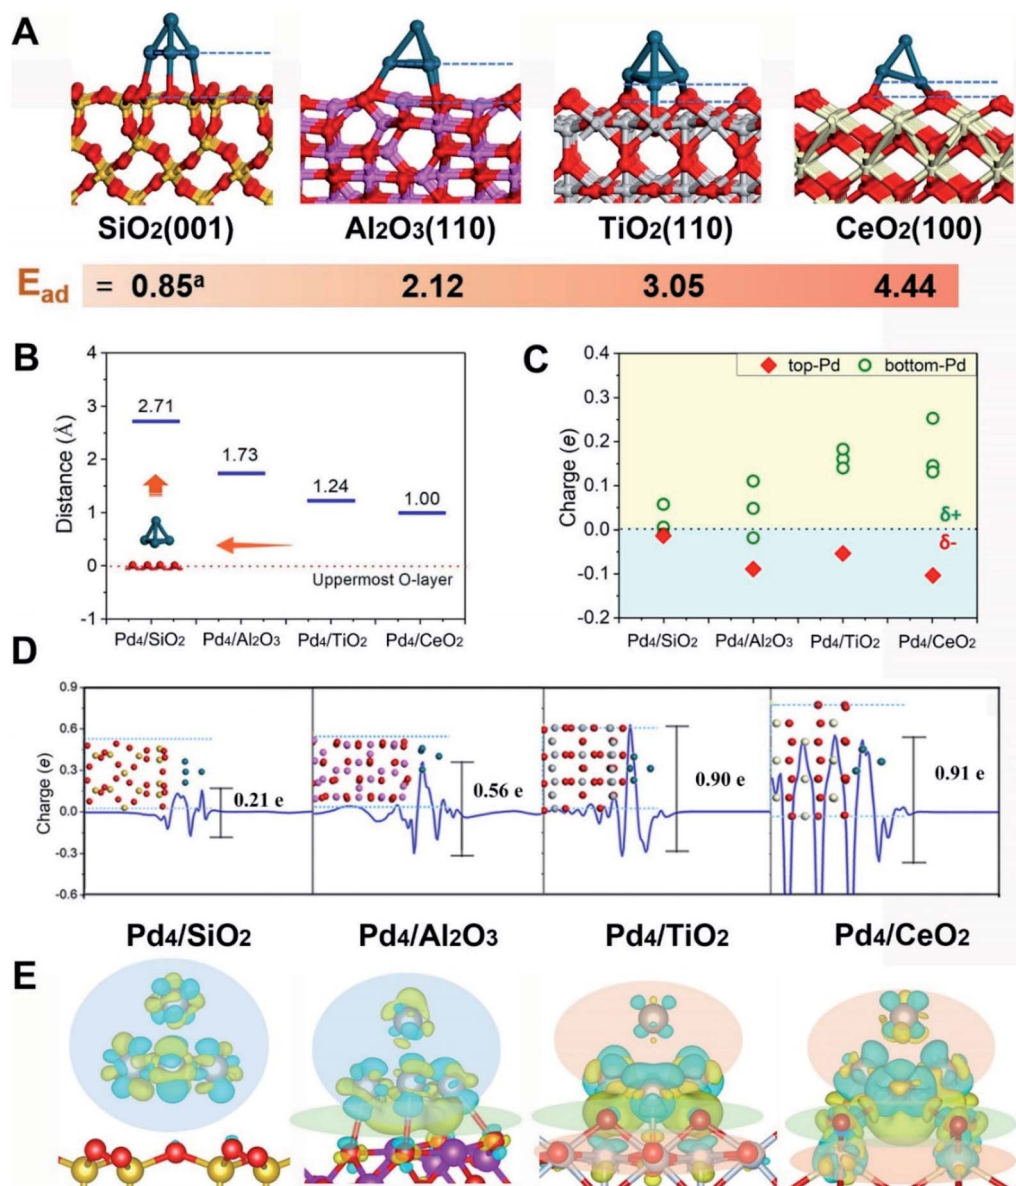 A
SiO2(001) Al2O3(110) TiO2(110) CeO2(100)
Ead = 0.85ᵃ 2.12 3.05 4.44
B
4
3
2
1
0
-1
Distance (Å)
2.71
1.73
1.24
1.00
Uppermost O-layer
Pd4/SiO2 Pd4/Al2O3 Pd4/TiO2 Pd4/CeO2
C
0.4
0.3
0.2
0.1
0.0
-0.1
-0.2
Charge (e)
top-Pd bottom-Pd
δ+
δ-
Pd4/SiO2 Pd4/Al2O3 Pd4/TiO2 Pd4/CeO2
D
0.9
0.6
0.3
0.0
-0.3
-0.6
Charge (e)
0.21 e
0.56 e
0.90 e
0.91 e
Pd4/SiO2 Pd4/Al2O3 Pd4/TiO2 Pd4/CeO2
E